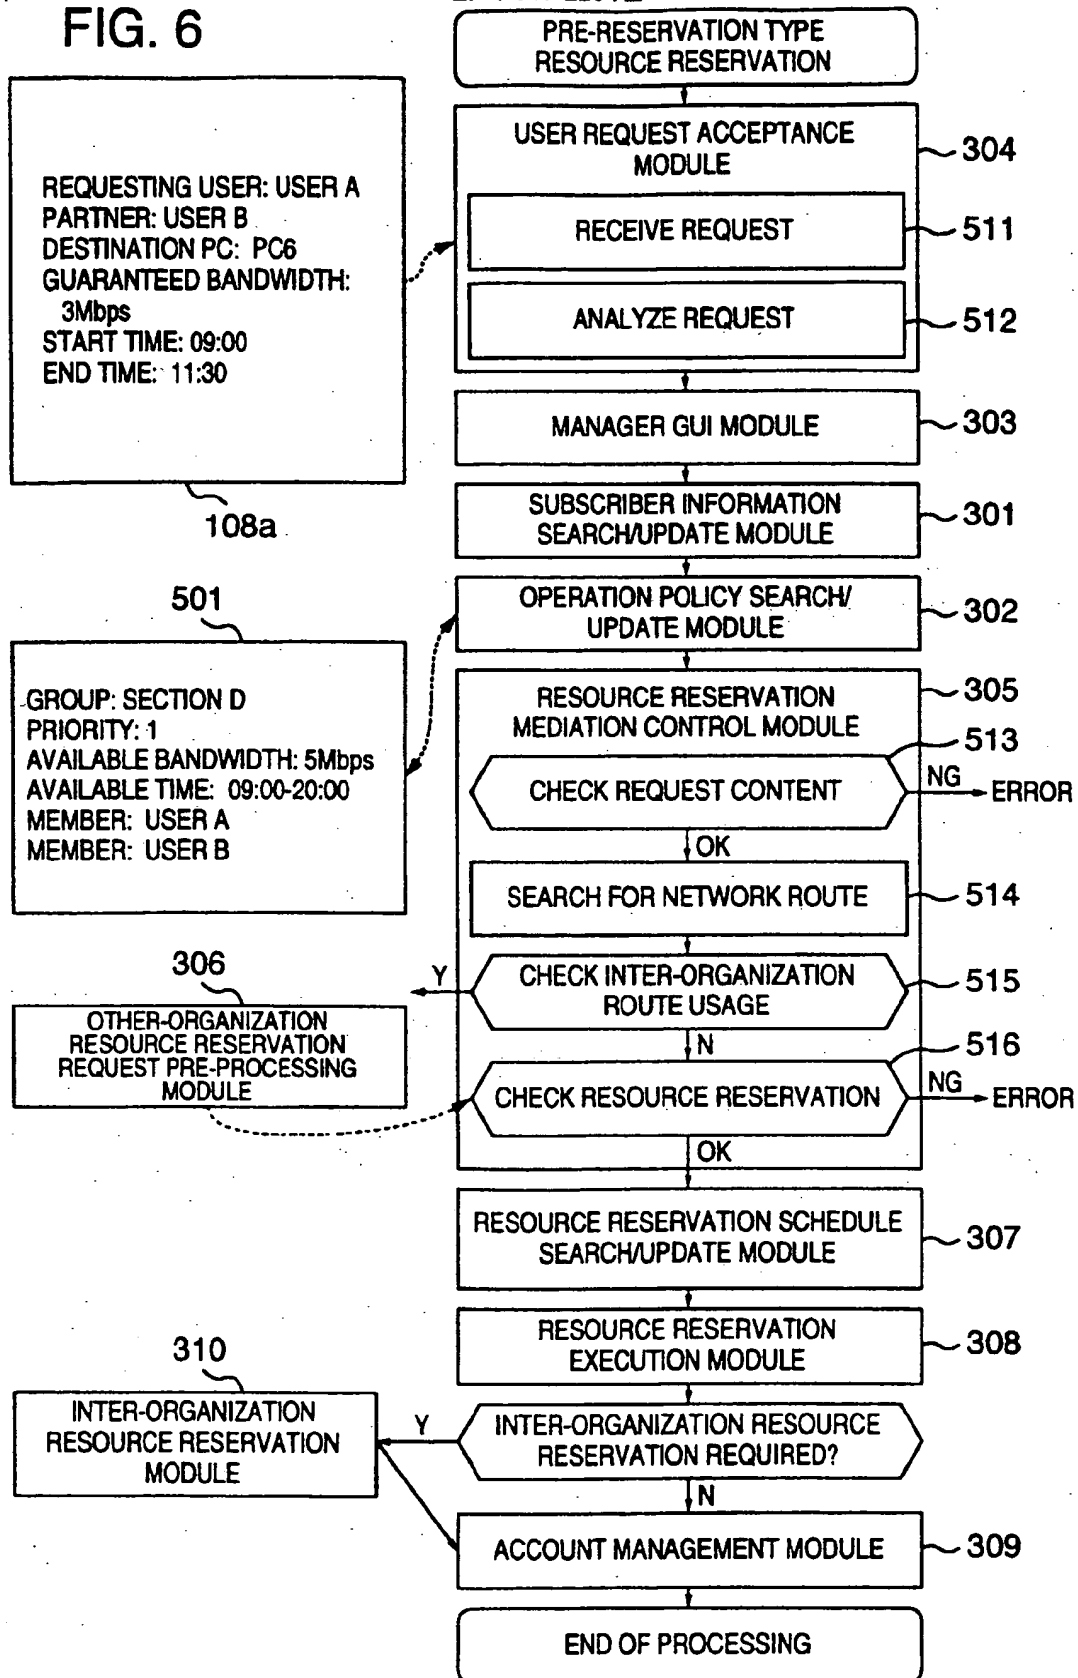 FIG. 6
PRE-RESERVATION TYPE
RESOURCE RESERVATION
REQUESTING USER: USER A
PARTNER: USER B
DESTINATION PC: PC6
GUARANTEED BANDWIDTH:
3Mbps
START TIME: 09:00
END TIME: 11:30
108a
USER REQUEST ACCEPTANCE
MODULE
304
RECEIVE REQUEST
511
ANALYZE REQUEST
512
MANAGER GUI MODULE
303
SUBSCRIBER INFORMATION
SEARCH/UPDATE MODULE
301
OPERATION POLICY SEARCH/
UPDATE MODULE
302
501
GROUP: SECTION D
PRIORITY: 1
AVAILABLE BANDWIDTH: 5Mbps
AVAILABLE TIME: 09:00-20:00
MEMBER: USER A
MEMBER: USER B
RESOURCE RESERVATION
MEDIATION CONTROL MODULE
305
513
CHECK REQUEST CONTENT
NG
ERROR
OK
SEARCH FOR NETWORK ROUTE
514
CHECK INTER-ORGANIZATION
ROUTE USAGE
515
Y
N
306
OTHER-ORGANIZATION
RESOURCE RESERVATION
REQUEST PRE-PROCESSING
MODULE
516
CHECK RESOURCE RESERVATION
NG
ERROR
OK
RESOURCE RESERVATION SCHEDULE
SEARCH/UPDATE MODULE
307
RESOURCE RESERVATION
EXECUTION MODULE
308
310
INTER-ORGANIZATION
RESOURCE RESERVATION
MODULE
Y
INTER-ORGANIZATION RESOURCE
RESERVATION REQUIRED?
N
ACCOUNT MANAGEMENT MODULE
309
END OF PROCESSING